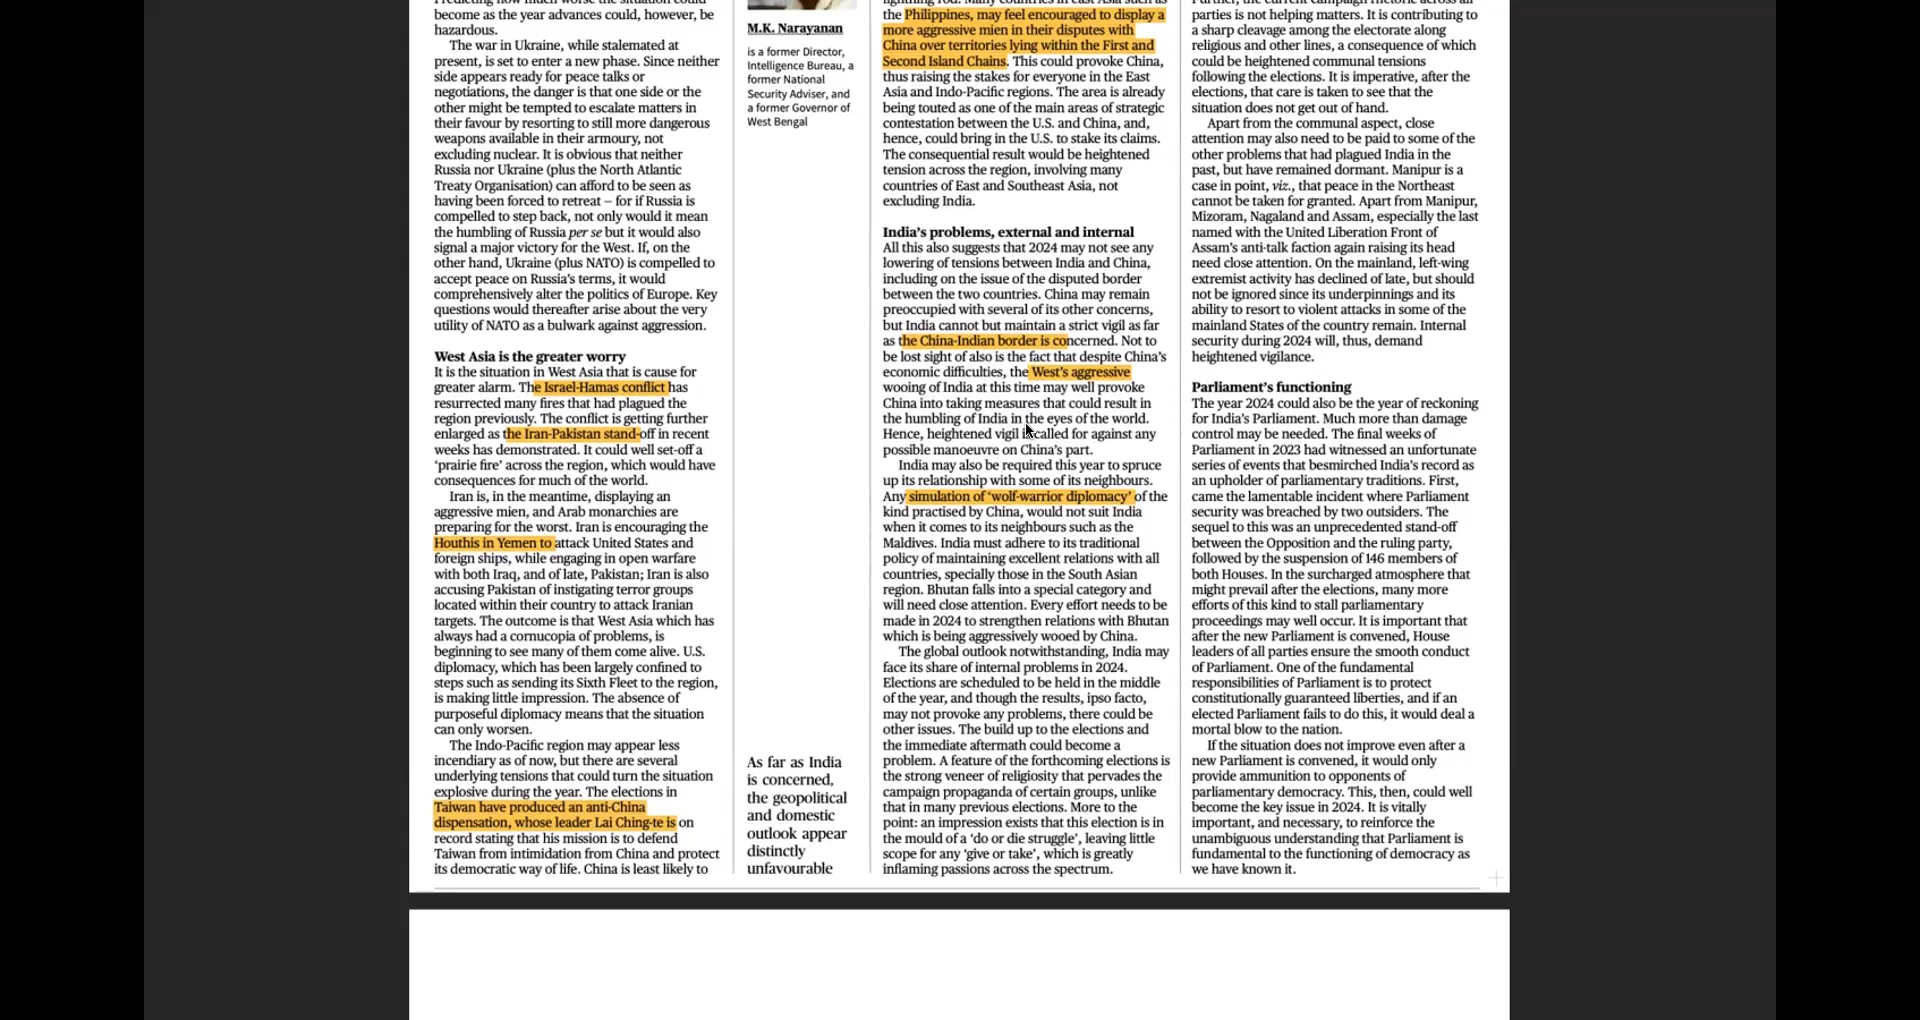 Predicting how much worse the situation could
become as the year advances could, however, be
hazardous.
The war in Ukraine, while stalemated at
present, is set to enter a new phase. Since neither
side appears ready for peace talks or
negotiations, the danger is that one side or the
other might be tempted to escalate matters in
their favour by resorting to still more dangerous
weapons available in their armoury, not
excluding nuclear. It is obvious that neither
Russia nor Ukraine (plus the North Atlantic
Treaty Organisation) can afford to be seen as
having been forced to retreat — for if Russia is
compelled to step back, not only would it mean
the humbling of Russia per se but it would also
signal a major victory for the West. If, on the
other hand, Ukraine (plus NATO) is compelled to
accept peace on Russia's terms, it would
comprehensively alter the politics of Europe. Key
questions would thereafter arise about the very
utility of NATO as a bulwark against aggression.
West Asia is the greater worry
It is the situation in West Asia that is cause for
greater alarm. The Israel-Hamas conflict has
resurrected many fires that had plagued the
region previously. The conflict is getting further
enlarged as the Iran-Pakistan stand-off in recent
weeks has demonstrated. It could well set-off a
'prairie fire' across the region, which would have
consequences for much of the world.
Iran is, in the meantime, displaying an
aggressive mien, and Arab monarchies are
preparing for the worst. Iran is encouraging the
Houthis in Yemen to attack United States and
foreign ships, while engaging in open warfare
with both Iraq, and of late, Pakistan; Iran is also
accusing Pakistan of instigating terror groups
located within their country to attack Iranian
targets. The outcome is that West Asia which has
always had a cornucopia of problems, is
beginning to see many of them come alive. U.S.
diplomacy, which has been largely confined to
steps such as sending its Sixth Fleet to the region,
is making little impression. The absence of
purposeful diplomacy means that the situation
can only worsen.
The Indo-Pacific region may appear less
incendiary as of now, but there are several
underlying tensions that could turn the situation
explosive during the year. The elections in
Taiwan have produced an anti-China
dispensation, whose leader Lai Ching-te is on
record stating that his mission is to defend
Taiwan from intimidation from China and protect
its democratic way of life. China is least likely to
M.K. Narayanan
is a former Director,
Intelligence Bureau, a
former National
Security Adviser, and
a former Governor of
West Bengal
As far as India
is concerned,
the geopolitical
and domestic
outlook appear
distinctly
unfavourable
lightning rod. Many countries in east Asia such as
the Philippines, may feel encouraged to display a
more aggressive mien in their disputes with
China over territories lying within the First and
Second Island Chains. This could provoke China,
thus raising the stakes for everyone in the East
Asia and Indo-Pacific regions. The area is already
being touted as one of the main areas of strategic
contestation between the U.S. and China, and,
hence, could bring in the U.S. to stake its claims.
The consequential result would be heightened
tension across the region, involving many
countries of East and Southeast Asia, not
excluding India.
India's problems, external and internal
All this also suggests that 2024 may not see any
lowering of tensions between India and China,
including on the issue of the disputed border
between the two countries. China may remain
preoccupied with several of its other concerns,
but India cannot but maintain a strict vigil as far
as the China-Indian border is concerned. Not to
be lost sight of also is the fact that despite China's
economic difficulties, the West's aggressive
wooing of India at this time may well provoke
China into taking measures that could result in
the humbling of India in the eyes of the world.
Hence, heightened vigil is called for against any
possible manoeuvre on China's part.
India may also be required this year to spruce
up its relationship with some of its neighbours.
Any simulation of 'wolf-warrior diplomacy' of the
kind practised by China, would not suit India
when it comes to its neighbours such as the
Maldives. India must adhere to its traditional
policy of maintaining excellent relations with all
countries, specially those in the South Asian
region. Bhutan falls into a special category and
will need close attention. Every effort needs to be
made in 2024 to strengthen relations with Bhutan
which is being aggressively wooed by China.
The global outlook notwithstanding, India may
face its share of internal problems in 2024.
Elections are scheduled to be held in the middle
of the year, and though the results, ipso facto,
may not provoke any problems, there could be
other issues. The build up to the elections and
the immediate aftermath could become a
problem. A feature of the forthcoming elections is
the strong veneer of religiosity that pervades the
campaign propaganda of certain groups, unlike
that in many previous elections. More to the
point: an impression exists that this election is in
the mould of a 'do or die struggle', leaving little
scope for any 'give or take', which is greatly
inflaming passions across the spectrum.
Further, the current campaign rhetoric across all
parties is not helping matters. It is contributing to
a sharp cleavage among the electorate along
religious and other lines, a consequence of which
could be heightened communal tensions
following the elections. It is imperative, after the
elections, that care is taken to see that the
situation does not get out of hand.
Apart from the communal aspect, close
attention may also need to be paid to some of the
other problems that had plagued India in the
past, but have remained dormant. Manipur is a
case in point, viz., that peace in the Northeast
cannot be taken for granted. Apart from Manipur,
Mizoram, Nagaland and Assam, especially the last
named with the United Liberation Front of
Assam's anti-talk faction again raising its head
need close attention. On the mainland, left-wing
extremist activity has declined of late, but should
not be ignored since its underpinnings and its
ability to resort to violent attacks in some of the
mainland States of the country remain. Internal
security during 2024 will, thus, demand
heightened vigilance.
Parliament's functioning
The year 2024 could also be the year of reckoning
for India's Parliament. Much more than damage
control may be needed. The final weeks of
Parliament in 2023 had witnessed an unfortunate
series of events that besmirched India's record as
an upholder of parliamentary traditions. First,
came the lamentable incident where Parliament
security was breached by two outsiders. The
sequel to this was an unprecedented stand-off
between the Opposition and the ruling party,
followed by the suspension of 146 members of
both Houses. In the surcharged atmosphere that
might prevail after the elections, many more
efforts of this kind to stall parliamentary
proceedings may well occur. It is important that
after the new Parliament is convened, House
leaders of all parties ensure the smooth conduct
of Parliament. One of the fundamental
responsibilities of Parliament is to protect
constitutionally guaranteed liberties, and if an
elected Parliament fails to do this, it would deal a
mortal blow to the nation.
If the situation does not improve even after a
new Parliament is convened, it would only
provide ammunition to opponents of
parliamentary democracy. This, then, could well
become the key issue in 2024. It is vitally
important, and necessary, to reinforce the
unambiguous understanding that Parliament is
fundamental to the functioning of democracy as
we have known it.